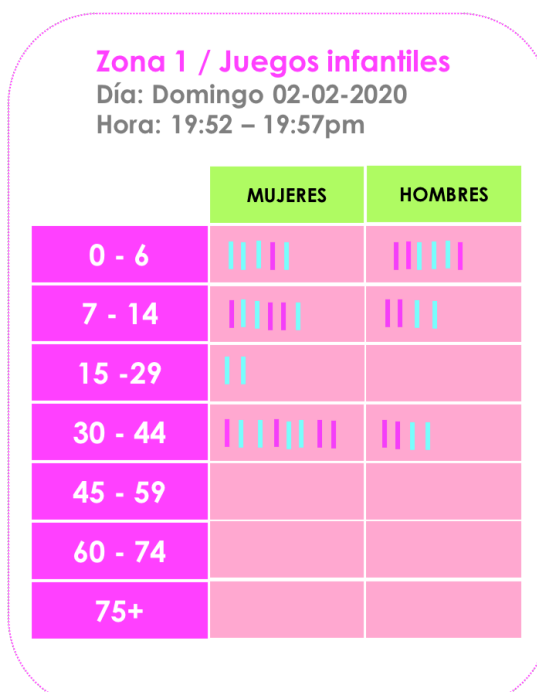 Zona 1 / Juegos infantiles
Día: Domingo 02-02-2020
Hora: 19:52 – 19:57pm
MUJERES HOMBRES
0 - 6
7 - 14
15 -29
30 - 44
45 - 59
60 - 74
75+